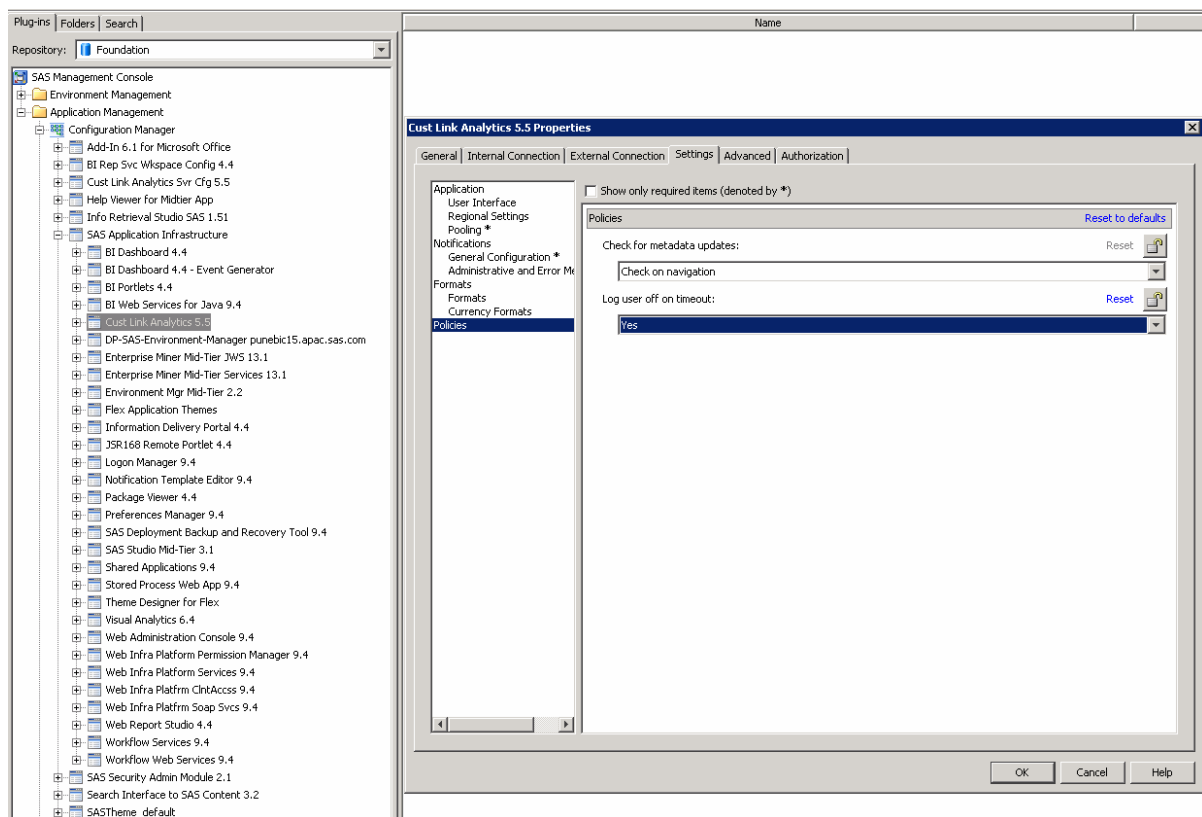 Plug-ins Folders Search
Repository: Foundation
SAS Management Console
Environment Management
Application Management
Configuration Manager
Add-In 6.1 for Microsoft Office
BI Rep Svc Wkspace Config 4.4
Cust Link Analytics Svr Cfg 5.5
Help Viewer for Midtier App
Info Retrieval Studio SAS 1.51
SAS Application Infrastructure
BI Dashboard 4.4
BI Dashboard 4.4 - Event Generator
BI Portlets 4.4
BI Web Services for Java 9.4
Cust Link Analytics 5.5
DP-SAS-Environment-Manager punebic15.apac.sas.com
Enterprise Miner Mid-Tier JWS 13.1
Enterprise Miner Mid-Tier Services 13.1
Environment Mgr Mid-Tier 2.2
Flex Application Themes
Information Delivery Portal 4.4
JSR168 Remote Portlet 4.4
Logon Manager 9.4
Notification Template Editor 9.4
Package Viewer 4.4
Preferences Manager 9.4
SAS Deployment Backup and Recovery Tool 9.4
SAS Studio Mid-Tier 3.1
Shared Applications 9.4
Stored Process Web App 9.4
Theme Designer for Flex
Visual Analytics 6.4
Web Administration Console 9.4
Web Infra Platform Permission Manager 9.4
Web Infra Platform Services 9.4
Web Infra Platfrm ClntAccss 9.4
Web Infra Platfrm Soap Svcs 9.4
Web Report Studio 4.4
Workflow Services 9.4
Workflow Web Services 9.4
SAS Security Admin Module 2.1
Search Interface to SAS Content 3.2
SASTheme_default
Name
Cust Link Analytics 5.5 Properties
General Internal Connection External Connection Settings Advanced Authorization
Application
User Interface
Regional Settings
Pooling *
Notifications
General Configuration *
Administrative and Error Me
Formats
Formats
Currency Formats
Policies
Show only required items (denoted by *)
Policies Reset to defaults
Check for metadata updates: Reset
Check on navigation
Log user off on timeout: Reset
Yes
OK Cancel Help